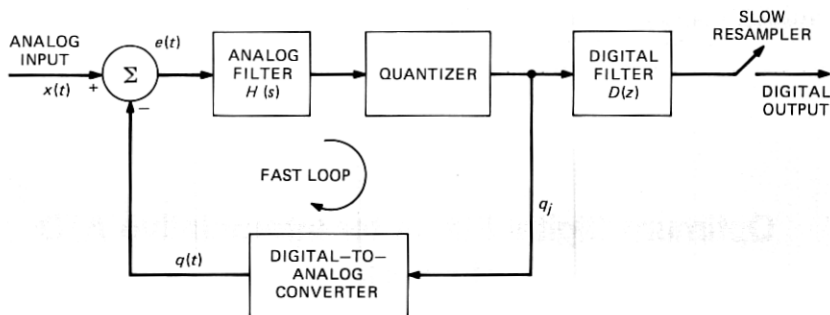 ANALOG
INPUT
x(t)
+
Σ
−
e(t)
ANALOG
FILTER
H(s)
QUANTIZER
DIGITAL
FILTER
D(z)
SLOW
RESAMPLER
DIGITAL
OUTPUT
FAST LOOP
q_j
q(t)
DIGITAL–TO–
ANALOG
CONVERTER